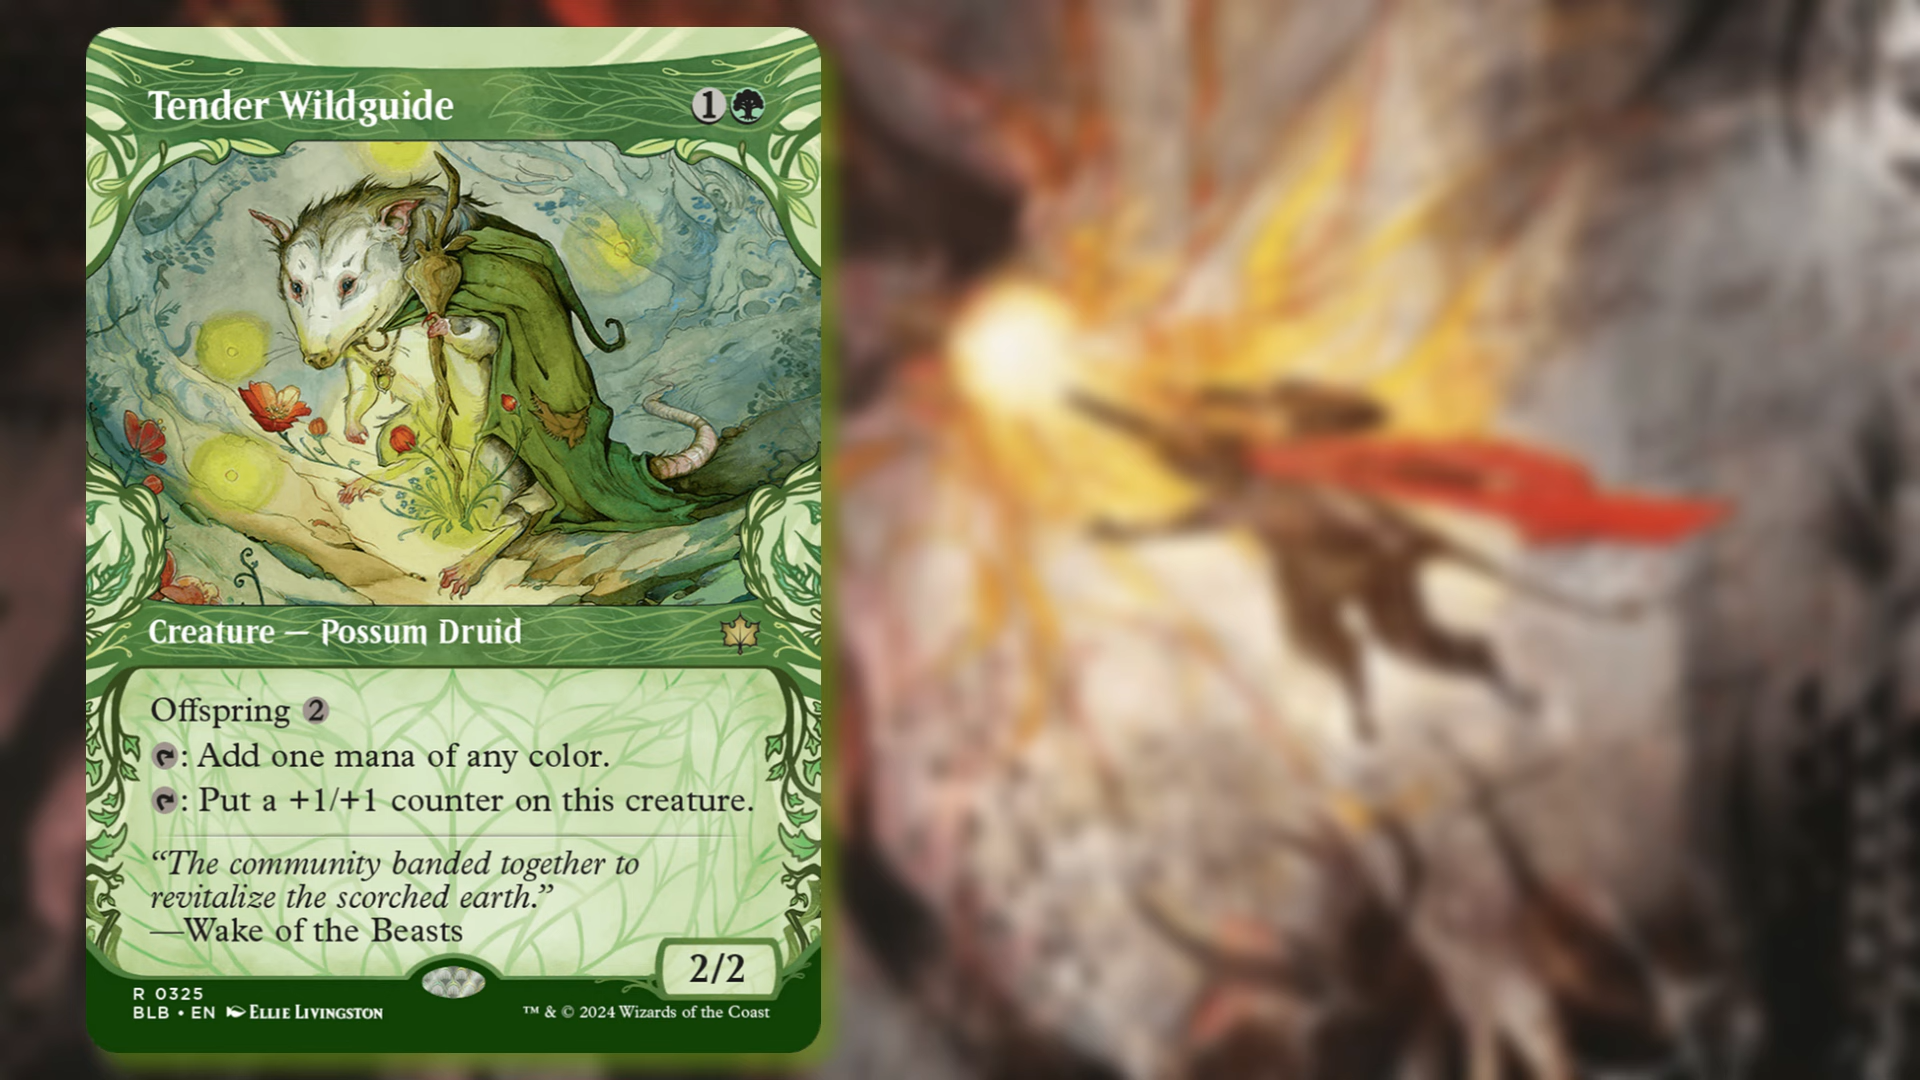 Tender Wildguide 1
Creature — Possum Druid
Offspring 2
: Add one mana of any color.
: Put a +1/+1 counter on this creature.
“The community banded together to
revitalize the scorched earth.”
—Wake of the Beasts
2/2
R 0325
BLB • EN Ellie Livingston
™ & © 2024 Wizards of the Coast